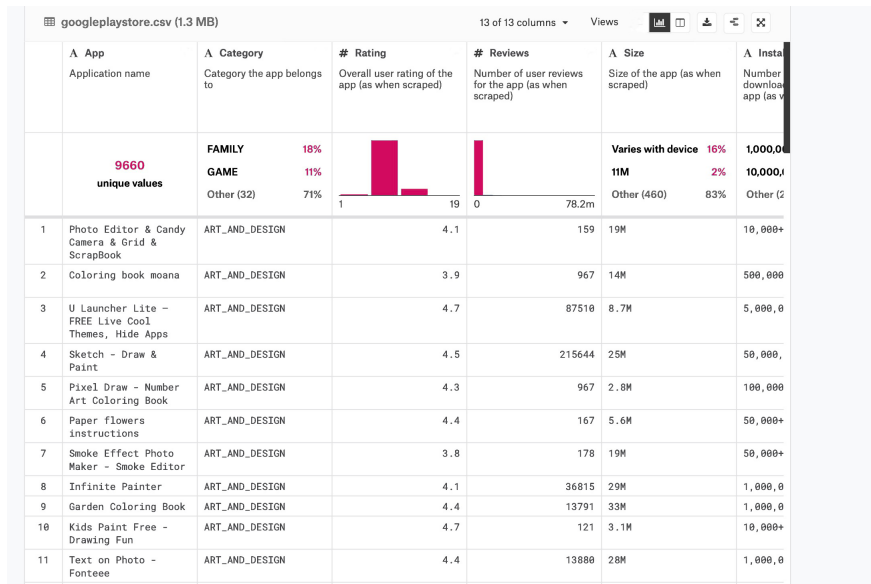 googleplaystore.csv (1.3 MB)
13 of 13 columns
Views
A App
A Category
# Rating
# Reviews
A Size
A Insta
Application name
Category the app belongs
to
Overall user rating of the
app (as when scraped)
Number of user reviews
for the app (as when
scraped)
Size of the app (as when
scraped)
Number
downloa
app (as w
9660
unique values
FAMILY 18%
GAME 11%
Other (32) 71%
1 19
0 78.2m
Varies with device 16%
11M 2%
Other (460) 83%
1,000,0
10,000,
Other (2
1 Photo Editor & Candy ART_AND_DESIGN 4.1 159 19M 10,000+
Camera & Grid &
ScrapBook
2 Coloring book moana ART_AND_DESIGN 3.9 967 14M 500,000
3 U Launcher Lite – ART_AND_DESIGN 4.7 87510 8.7M 5,000,0
FREE Live Cool
Themes, Hide Apps
4 Sketch - Draw & ART_AND_DESIGN 4.5 215644 25M 50,000,
Paint
5 Pixel Draw - Number ART_AND_DESIGN 4.3 967 2.8M 100,000
Art Coloring Book
6 Paper flowers ART_AND_DESIGN 4.4 167 5.6M 50,000+
instructions
7 Smoke Effect Photo ART_AND_DESIGN 3.8 178 19M 50,000+
Maker - Smoke Editor
8 Infinite Painter ART_AND_DESIGN 4.1 36815 29M 1,000,0
9 Garden Coloring Book ART_AND_DESIGN 4.4 13791 33M 1,000,0
10 Kids Paint Free - ART_AND_DESIGN 4.7 121 3.1M 10,000+
Drawing Fun
11 Text on Photo - ART_AND_DESIGN 4.4 13880 28M 1,000,0
Fonteee